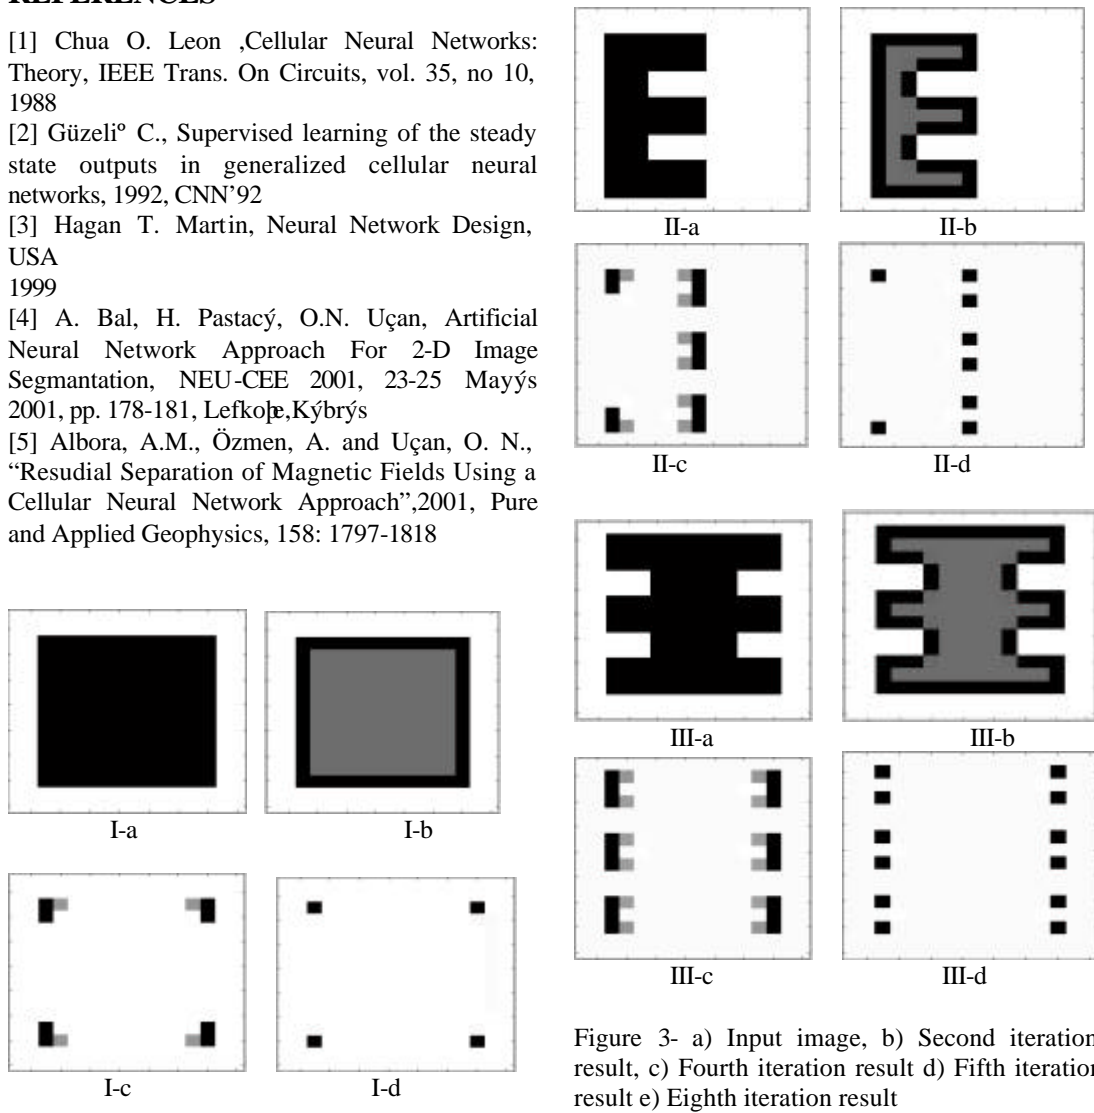 REFERENCES
[1] Chua O. Leon ,Cellular Neural Networks:
Theory, IEEE Trans. On Circuits, vol. 35, no 10,
1988
[2] Güzeliº C., Supervised learning of the steady
state outputs in generalized cellular neural
networks, 1992, CNN’92
[3] Hagan T. Martin, Neural Network Design,
USA
1999
[4] A. Bal, H. Pastacý, O.N. Uçan, Artificial
Neural Network Approach For 2-D Image
Segmantation, NEU-CEE 2001, 23-25 Mayýs
2001, pp. 178-181, Lefkoþe,Kýbrýs
[5] Albora, A.M., Özmen, A. and Uçan, O. N.,
“Resudial Separation of Magnetic Fields Using a
Cellular Neural Network Approach”,2001, Pure
and Applied Geophysics, 158: 1797-1818
I-a
I-b
I-c
I-d
II-a
II-b
II-c
II-d
III-a
III-b
III-c
III-d
Figure 3- a) Input image, b) Second iteration
result, c) Fourth iteration result d) Fifth iteration
result e) Eighth iteration result